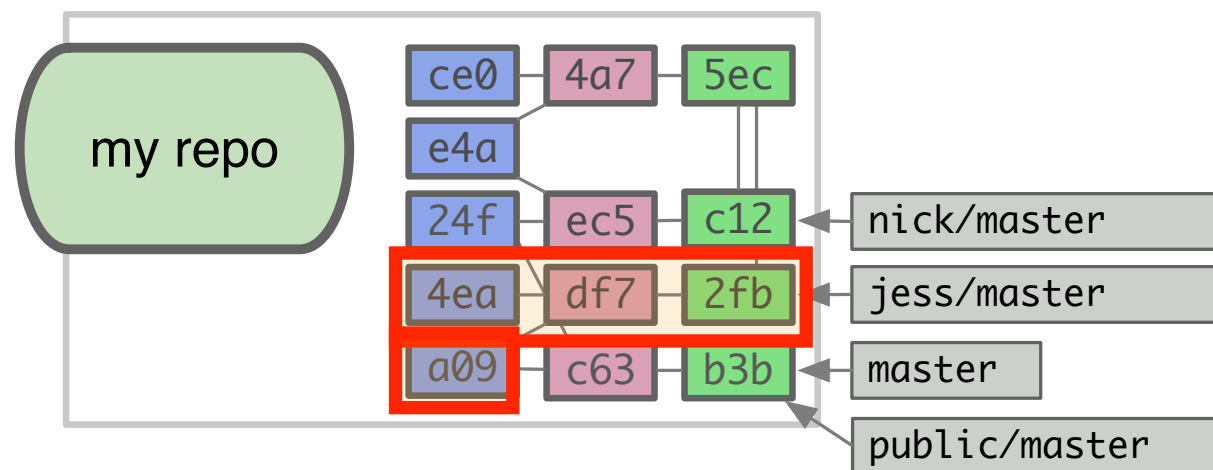 my repo
ce0 4a7 5ec
e4a
24f ec5 c12 nick/master
4ea df7 2fb jess/master
a09 c63 b3b master
public/master